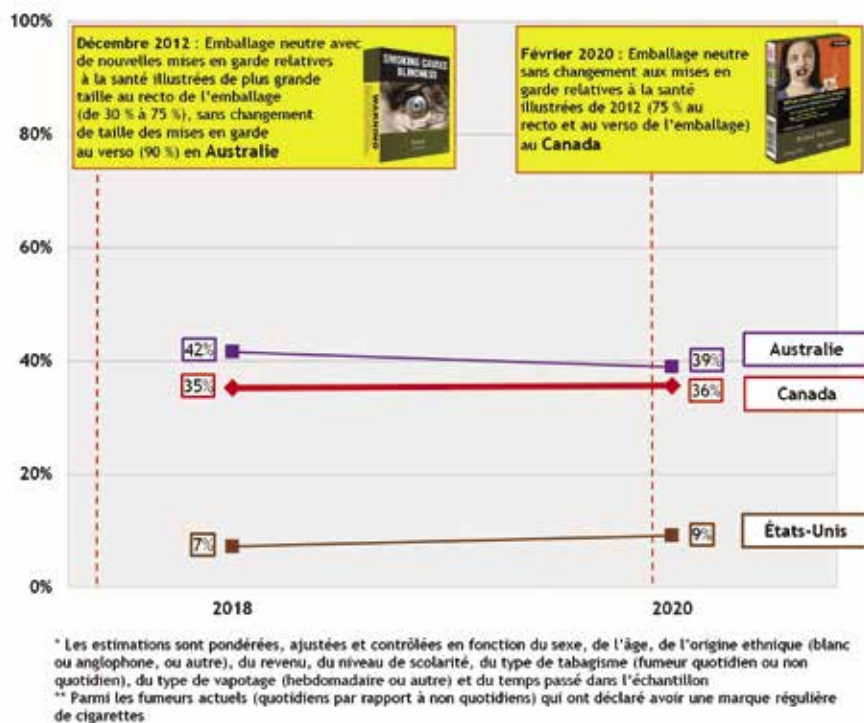 100%
80%
60%
40%
20%
0%
Décembre 2012 : Emballage neutre avec
de nouvelles mises en garde relatives
à la santé illustrées de plus grande
taille au recto de l'emballage
(de 30 % à 75 %), sans changement
de taille des mises en garde
au verso (90 %) en Australie
SMOKING CAUSES
BLINDNESS
WARNING
Février 2020 : Emballage neutre
sans changement aux mises en
garde relatives à la santé
illustrées de 2012 (75 % au
recto et au verso de l'emballage)
au Canada
42%
39%
Australie
35%
36%
Canada
7%
9%
États-Unis
2018
2020
* Les estimations sont pondérées, ajustées et contrôlées en fonction du sexe, de l'âge, de l'origine ethnique (blanc
ou anglophone, ou autre), du revenu, du niveau de scolarité, du type de tabagisme (fumeur quotidien ou non
quotidien), du type de vapotage (hebdomadaire ou autre) et du temps passé dans l'échantillon
** Parmi les fumeurs actuels (quotidiens par rapport à non quotidiens) qui ont déclaré avoir une marque régulière
de cigarettes